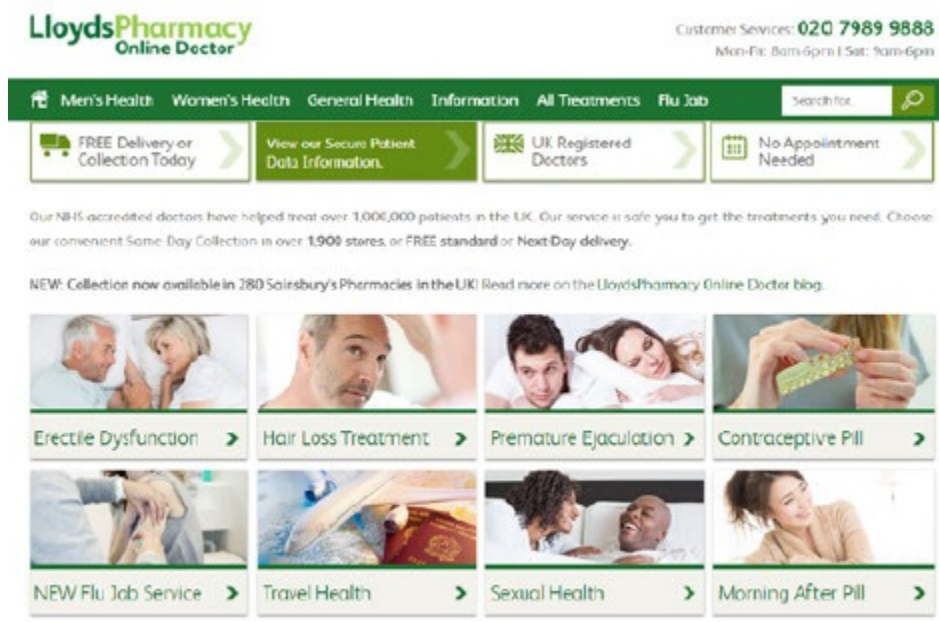 LloydsPharmacy
Online Doctor
Customer Services: 020 7989 9888
Mon-Fri: 8am-6pm | Sat: 9am-6pm
Men's Health Women's Health General Health Information All Treatments Flu Jab Search for..
FREE Delivery or
Collection Today
View our Secure Patient
Data Information.
UK Registered
Doctors
No Appointment
Needed
Our NHS-accredited doctors have helped treat over 1,000,000 patients in the UK. Our service is safe you to get the treatments you need. Choose
our convenient Same-Day Collection in over 1,900 stores, or FREE standard or Next-Day delivery.
NEW: Collection now available in 280 Sainsbury's Pharmacies in the UK! Read more on the LloydsPharmacy Online Doctor blog.
Erectile Dysfunction
Hair Loss Treatment
Premature Ejaculation
Contraceptive Pill
NEW Flu Jab Service
Travel Health
Sexual Health
Morning After Pill